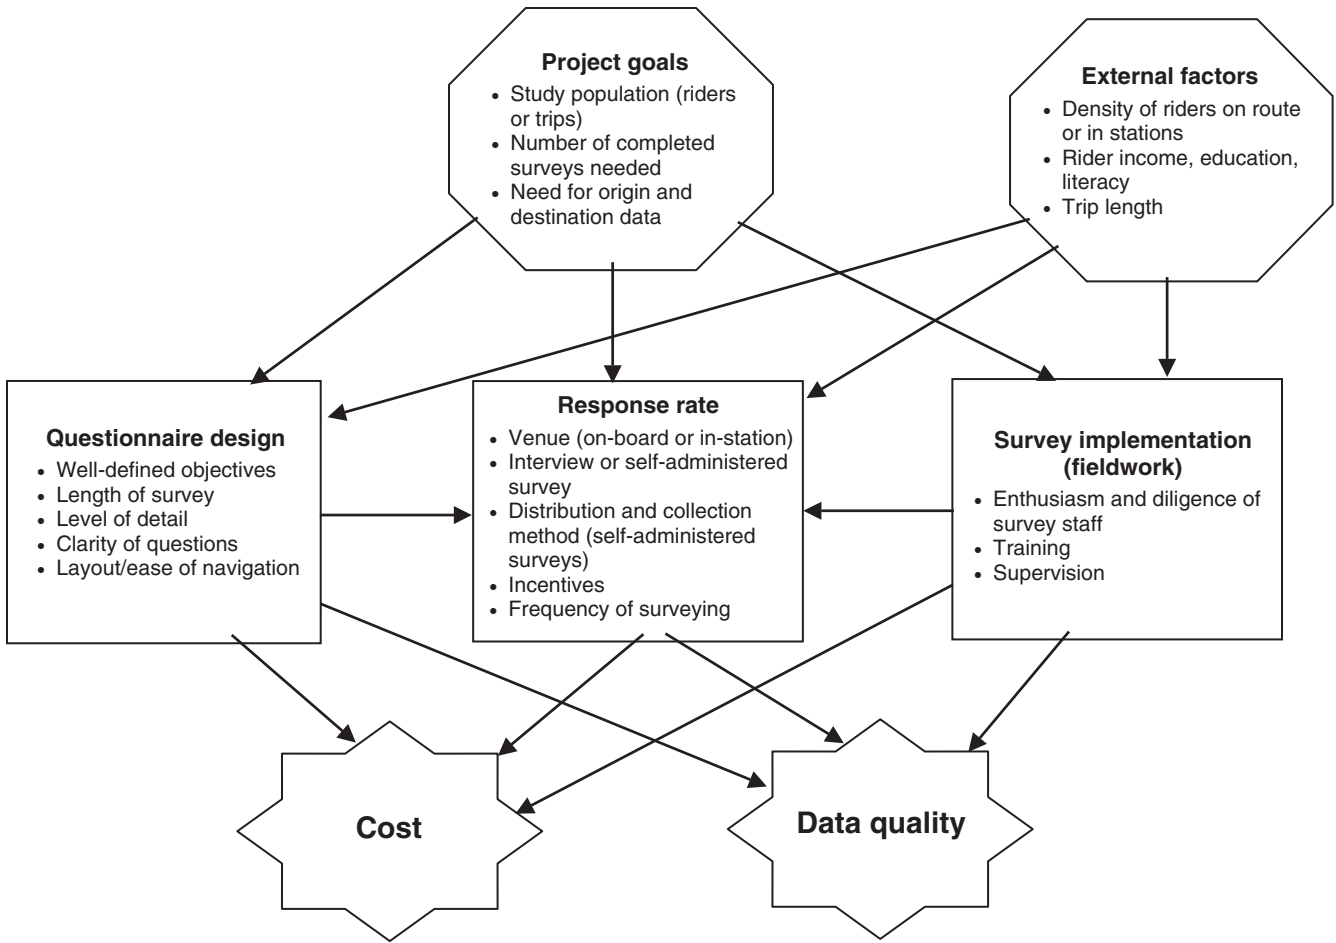 Project goals
• Study population (riders
or trips)
• Number of completed
surveys needed
• Need for origin and
destination data
External factors
• Density of riders on route
or in stations
• Rider income, education,
literacy
• Trip length
Questionnaire design
• Well-defined objectives
• Length of survey
• Level of detail
• Clarity of questions
• Layout/ease of navigation
Response rate
• Venue (on-board or in-station)
• Interview or self-administered
survey
• Distribution and collection
method (self-administered
surveys)
• Incentives
• Frequency of surveying
Survey implementation
(fieldwork)
• Enthusiasm and diligence of
survey staff
• Training
• Supervision
Cost
Data quality